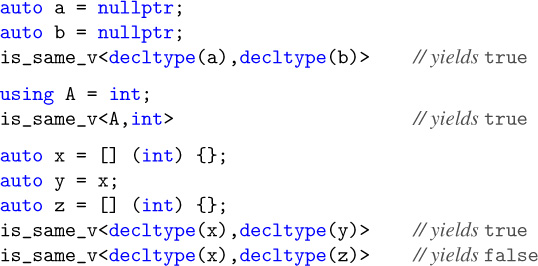 auto a = nullptr;
auto b = nullptr;
is_same_v<decltype(a),decltype(b)> // yields true
using A = int;
is_same_v<A,int> // yields true
auto x = [] (int) {};
auto y = x;
auto z = [] (int) {};
is_same_v<decltype(x),decltype(y)> // yields true
is_same_v<decltype(x),decltype(z)> // yields false